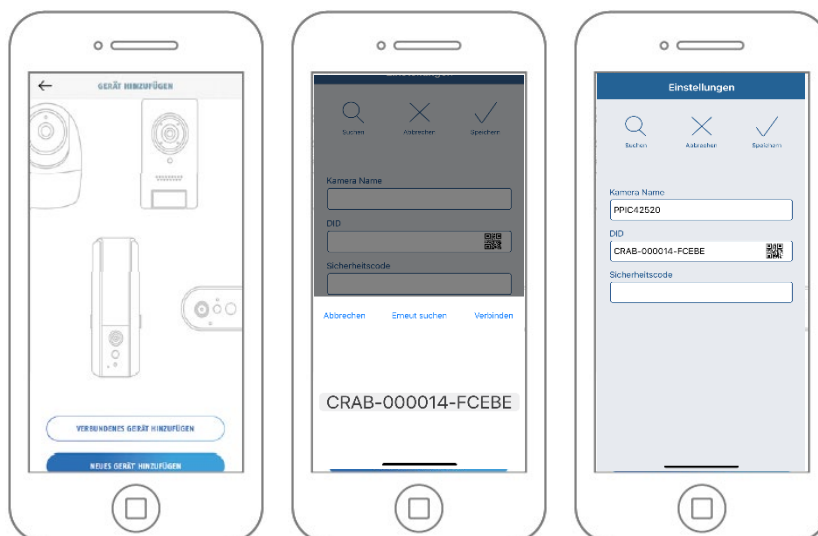 GERÄT HINZUFÜGEN
VERBUNDENES GERÄT HINZUFÜGEN
NEUES GERÄT HINZUFÜGEN
Einstellungen
Suchen
Abbrechen
Speichern
Kamera Name
DID
Sicherheitscode
Abbrechen
Erneut suchen
Verbinden
CRAB-000014-FCEBE
Einstellungen
Suchen
Abbrechen
Speichern
Kamera Name
PPIC42520
DID
CRAB-000014-FCEBE
Sicherheitscode